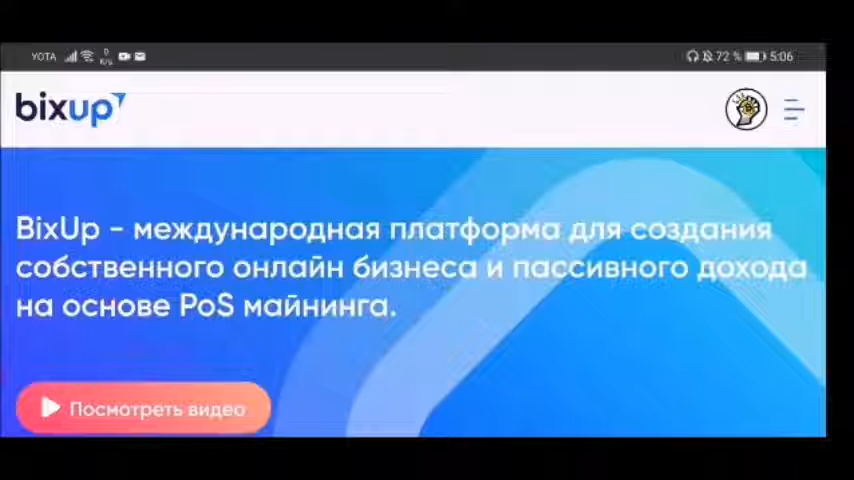 YOTA 0 K/s 72 % 5:06
bixup
BixUp - международная платформа для создания
собственного онлайн бизнеса и пассивного дохода
на основе PoS майнинга.
Посмотреть видео